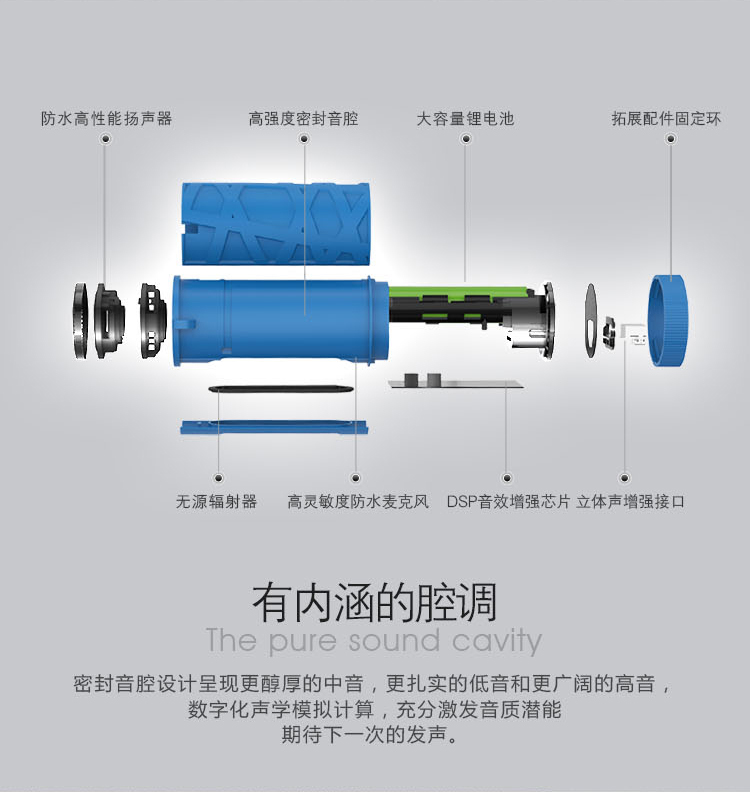 防水高性能扬声器
高强度密封音腔
大容量锂电池
拓展配件固定环
无源辐射器
高灵敏度防水麦克风
DSP音效增强芯片
立体声增强接口
有内涵的腔调
The pure sound cavity
密封音腔设计呈现更醇厚的中音，更扎实的低音和更广阔的高音，
数字化声学模拟计算，充分激发音质潜能
期待下一次的发声。